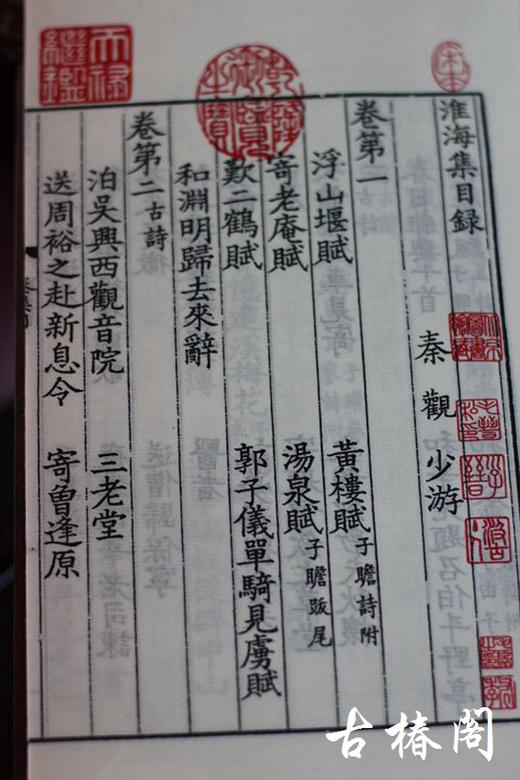 淮海集目録
秦觀少游
卷第一
浮山堰賦 黃樓賦 子瞻詩附
寄老庵賦 湯泉賦 子瞻跋尾
歎二鶴賦 郭子儀單騎見虜賦
和淵明歸去來辭
卷第二 古詩
泊吳興西觀音院 三老堂
送周裕之赴新息令 寄曾逢原
古椿閣